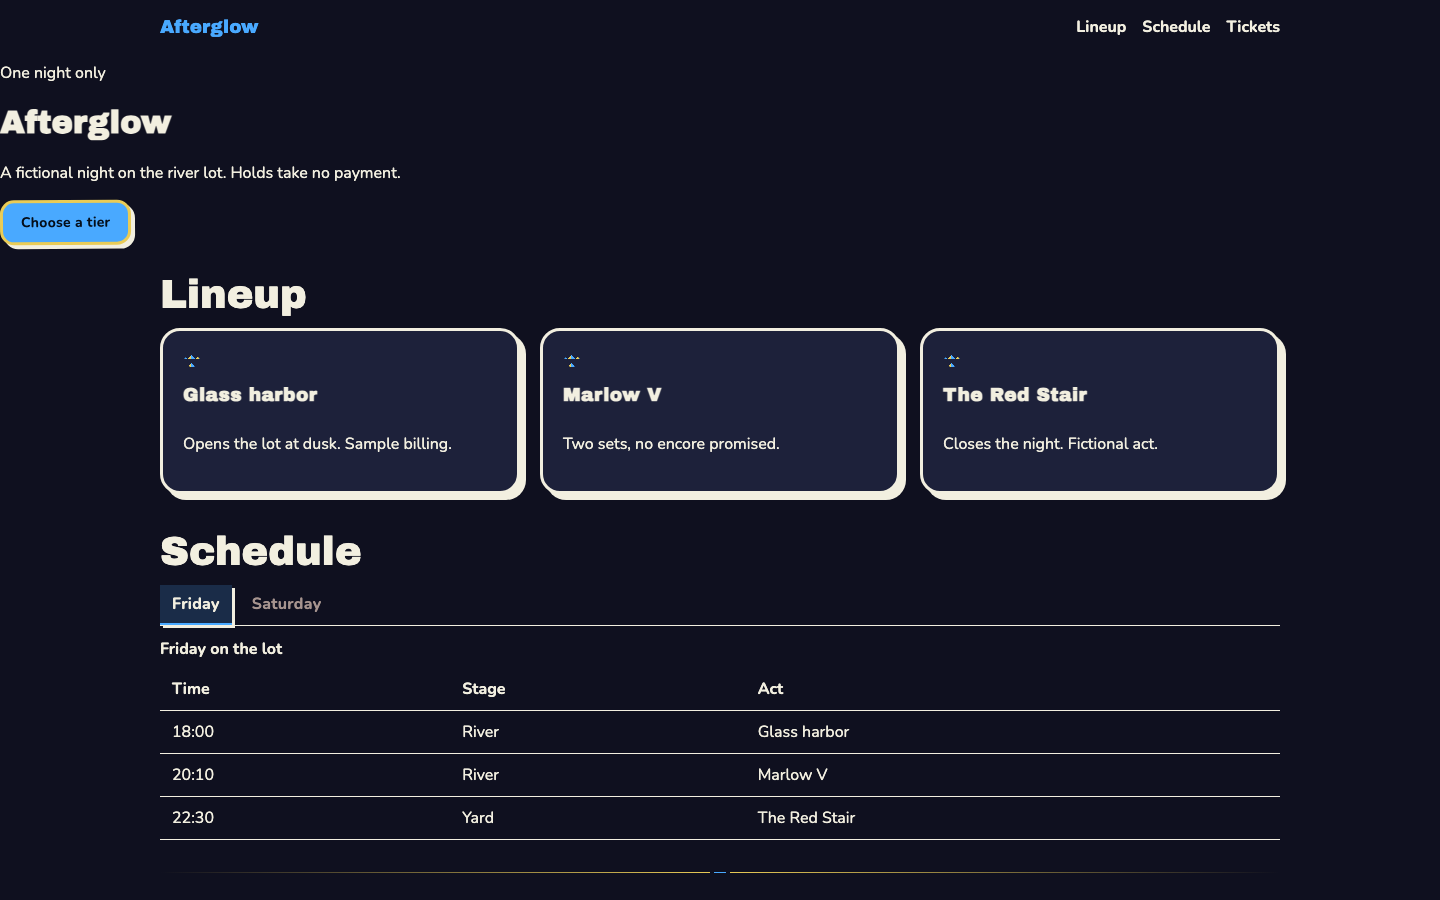 Afterglow
Lineup Schedule Tickets
One night only
Afterglow
A fictional night on the river lot. Holds take no payment.
Choose a tier
Lineup
Glass harbor
Opens the lot at dusk. Sample billing.
Marlow V
Two sets, no encore promised.
The Red Stair
Closes the night. Fictional act.
Schedule
Friday Saturday
Friday on the lot
Time Stage Act
18:00 River Glass harbor
20:10 River Marlow V
22:30 Yard The Red Stair